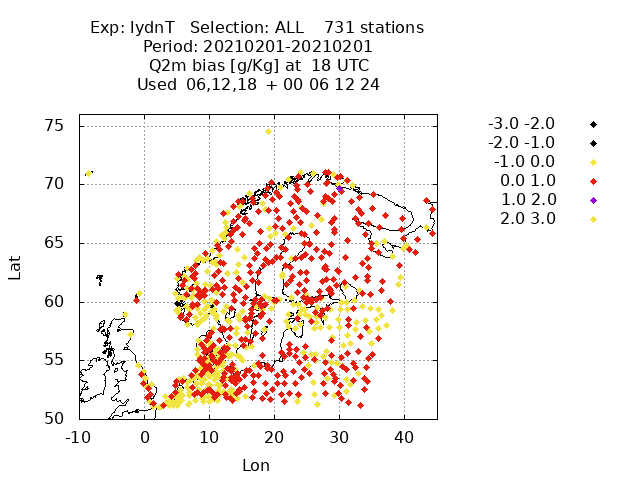 Exp: IydnT   Selection: ALL    731 stations
Period: 20210201-20210201
Q2m bias [g/Kg] at  18 UTC
Used  06,12,18  + 00 06 12 24
-3.0 -2.0
-2.0 -1.0
-1.0 0.0
0.0 1.0
1.0 2.0
2.0 3.0
75
70
65
60
55
50
Lat
-10 0 10 20 30 40
Lon